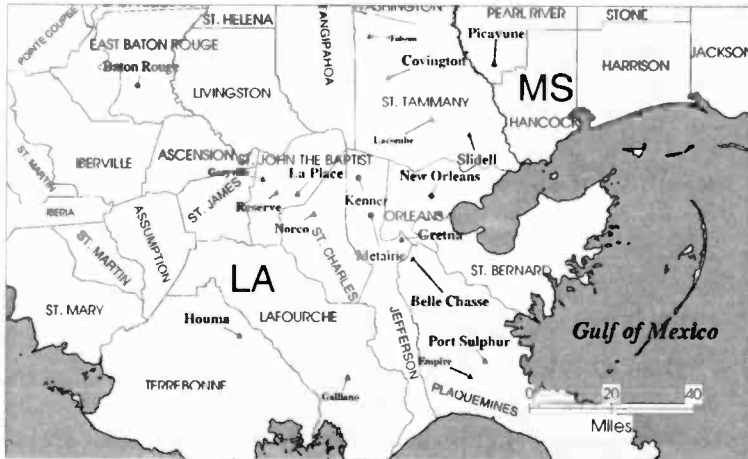 WASHINGTON
PEARL RIVER
STONE
ST. HELENA
TANGIPAHOA
POINTE COUPEE
EAST BATON ROUGE
Baton Rouge
Folsom
Picayune
JACKSON
Covington
HARRISON
LIVINGSTON
MS
ST. TAMMANY
HANCOCK
Lacombe
Slidell
ASCENSION
ST. JOHN THE BAPTIST
IBERVILLE
ST. MARTIN
Garyville
La Place
New Orleans
ST. JAMES
Reserve
Kenner
IBERIA
ASSUMPTION
ORLEANS
Norco
Gretna
ST. MARTIN
ST. CHARLES
Metairie
ST. BERNARD
LA
Belle Chasse
ST. MARY
Houma
LAFOURCHE
JEFFERSON
Gulf of Mexico
Port Sulphur
Empire
TERREBONNE
PLAQUEMINES
Galliano
0 20 40
Miles